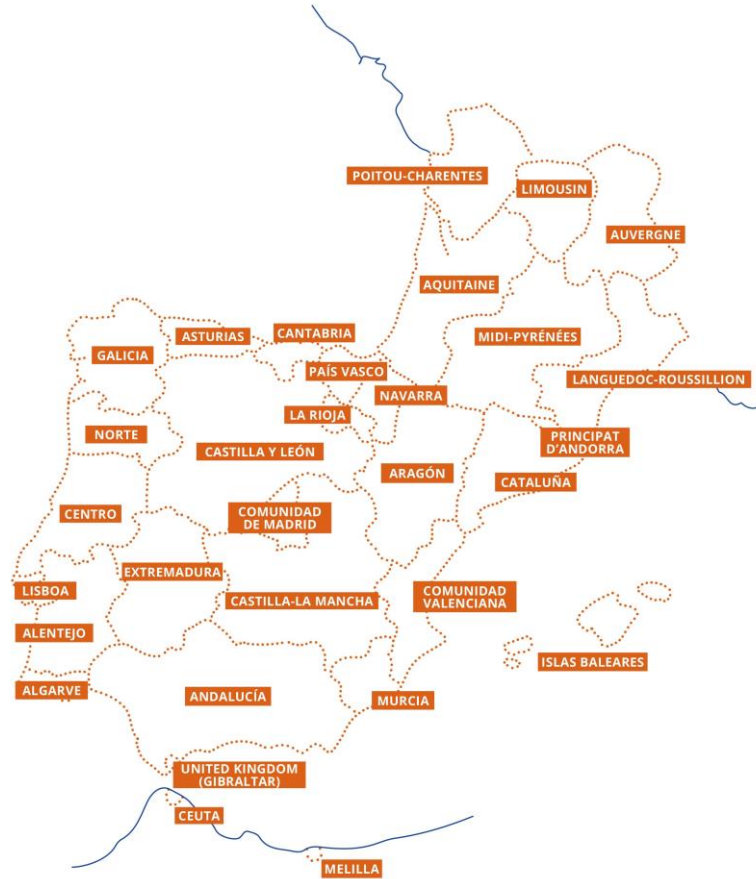 POITOU-CHARENTES
LIMOUSIN
AUVERGNE
AQUITAINE
ASTURIAS
CANTABRIA
MIDI-PYRÉNÉES
GALICIA
PAÍS VASCO
LANGUEDOC-ROUSSILLION
NAVARRA
LA RIOJA
NORTE
PRINCIPAT
D'ANDORRA
CASTILLA Y LEÓN
ARAGÓN
CATALUÑA
CENTRO
COMUNIDAD
DE MADRID
EXTREMADURA
LISBOA
CASTILLA-LA MANCHA
COMUNIDAD
VALENCIANA
ALENTEJO
ISLAS BALEARES
ALGARVE
ANDALUCÍA
MURCIA
UNITED KINGDOM
(GIBRALTAR)
CEUTA
MELILLA